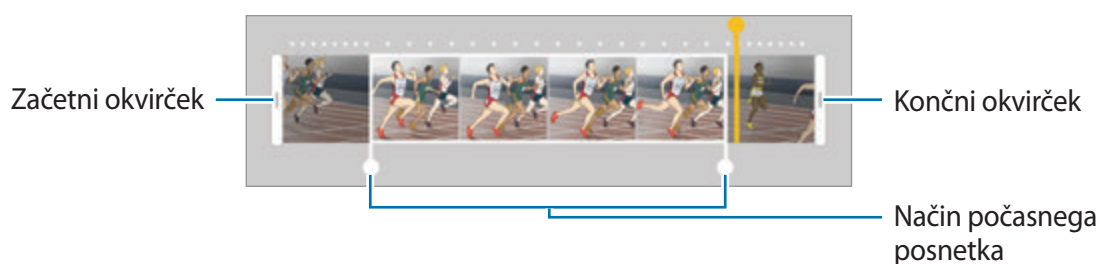 Začetni okvirček
Končni okvirček
Način počasnega
posnetka